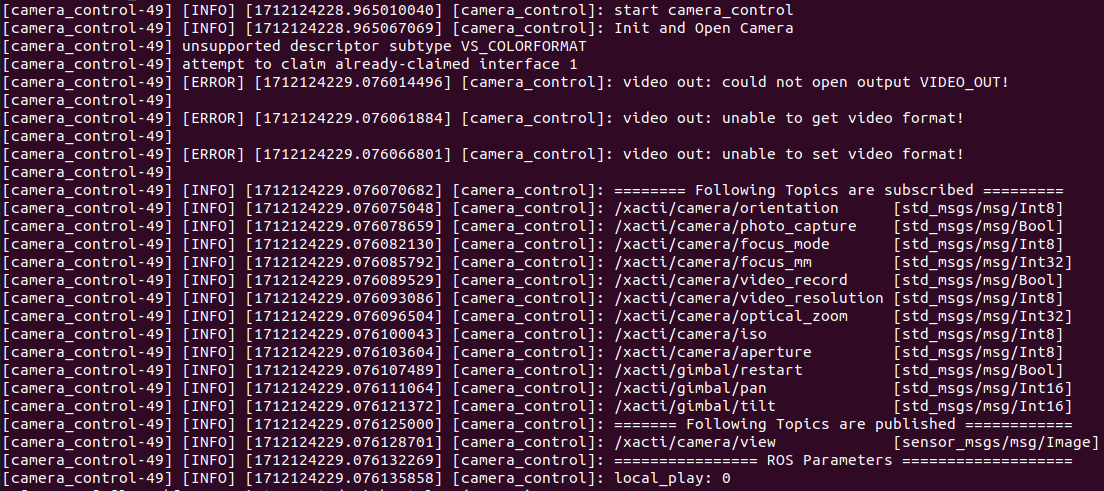 [camera_control-49] [INFO] [1712124228.965010040] [camera_control]: start camera_control
[camera_control-49] [INFO] [1712124228.965067069] [camera_control]: Init and Open Camera
[camera_control-49] unsupported descriptor subtype VS_COLORFORMAT
[camera_control-49] attempt to claim already-claimed interface 1
[camera_control-49] [ERROR] [1712124229.076014496] [camera_control]: video out: could not open output VIDEO_OUT!
[camera_control-49]
[camera_control-49] [ERROR] [1712124229.076061884] [camera_control]: video out: unable to get video format!
[camera_control-49]
[camera_control-49] [ERROR] [1712124229.076066801] [camera_control]: video out: unable to set video format!
[camera_control-49]
[camera_control-49] [INFO] [1712124229.076070682] [camera_control]: ======== Following Topics are subscribed =========
[camera_control-49] [INFO] [1712124229.076075048] [camera_control]: /xacti/camera/orientation      [std_msgs/msg/Int8]
[camera_control-49] [INFO] [1712124229.076078659] [camera_control]: /xacti/camera/photo_capture    [std_msgs/msg/Bool]
[camera_control-49] [INFO] [1712124229.076082130] [camera_control]: /xacti/camera/focus_mode       [std_msgs/msg/Int8]
[camera_control-49] [INFO] [1712124229.076085792] [camera_control]: /xacti/camera/focus_mm         [std_msgs/msg/Int32]
[camera_control-49] [INFO] [1712124229.076089529] [camera_control]: /xacti/camera/video_record     [std_msgs/msg/Bool]
[camera_control-49] [INFO] [1712124229.076093086] [camera_control]: /xacti/camera/video_resolution [std_msgs/msg/Int8]
[camera_control-49] [INFO] [1712124229.076096504] [camera_control]: /xacti/camera/optical_zoom     [std_msgs/msg/Int32]
[camera_control-49] [INFO] [1712124229.076100043] [camera_control]: /xacti/camera/iso              [std_msgs/msg/Int8]
[camera_control-49] [INFO] [1712124229.076103604] [camera_control]: /xacti/camera/aperture         [std_msgs/msg/Int8]
[camera_control-49] [INFO] [1712124229.076107489] [camera_control]: /xacti/gimbal/restart          [std_msgs/msg/Bool]
[camera_control-49] [INFO] [1712124229.076111064] [camera_control]: /xacti/gimbal/pan              [std_msgs/msg/Int16]
[camera_control-49] [INFO] [1712124229.076121372] [camera_control]: /xacti/gimbal/tilt             [std_msgs/msg/Int16]
[camera_control-49] [INFO] [1712124229.076125000] [camera_control]: ======= Following Topics are published ============
[camera_control-49] [INFO] [1712124229.076128701] [camera_control]: /xacti/camera/view             [sensor_msgs/msg/Image]
[camera_control-49] [INFO] [1712124229.076132269] [camera_control]: ================ ROS Parameters ===================
[camera_control-49] [INFO] [1712124229.076135858] [camera_control]: local_play: 0